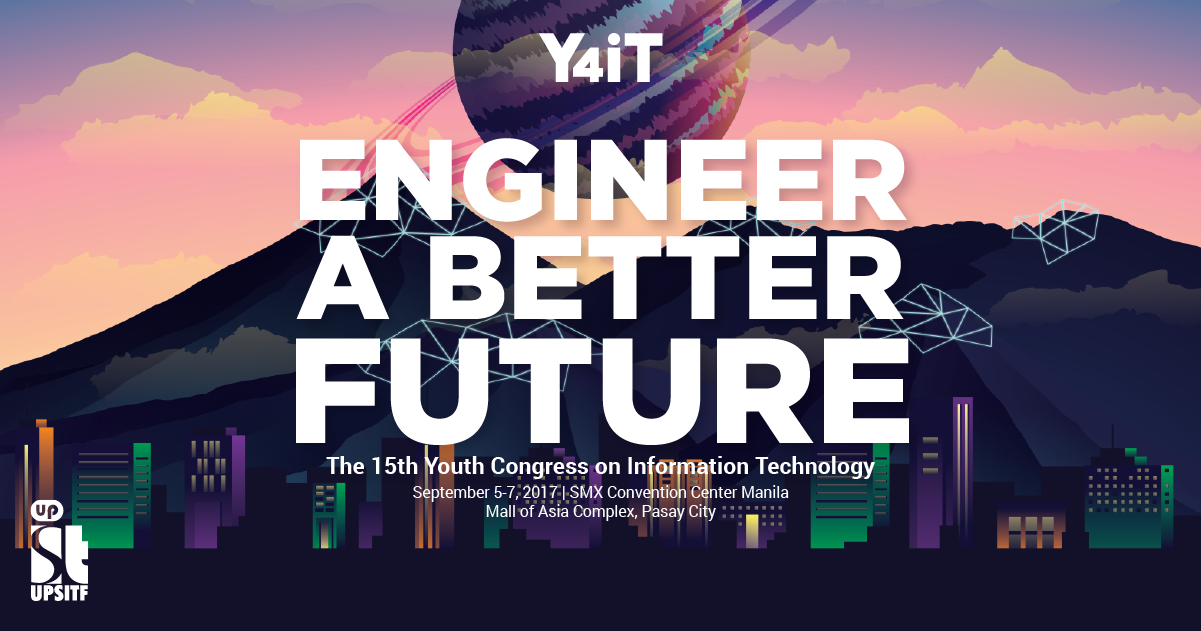 Y4iT
ENGINEER
A BETTER
FUTURE
The 15th Youth Congress on Information Technology
September 5-7, 2017 | SMX Convention Center Manila
Mall of Asia Complex, Pasay City
UP
st
UPSITF